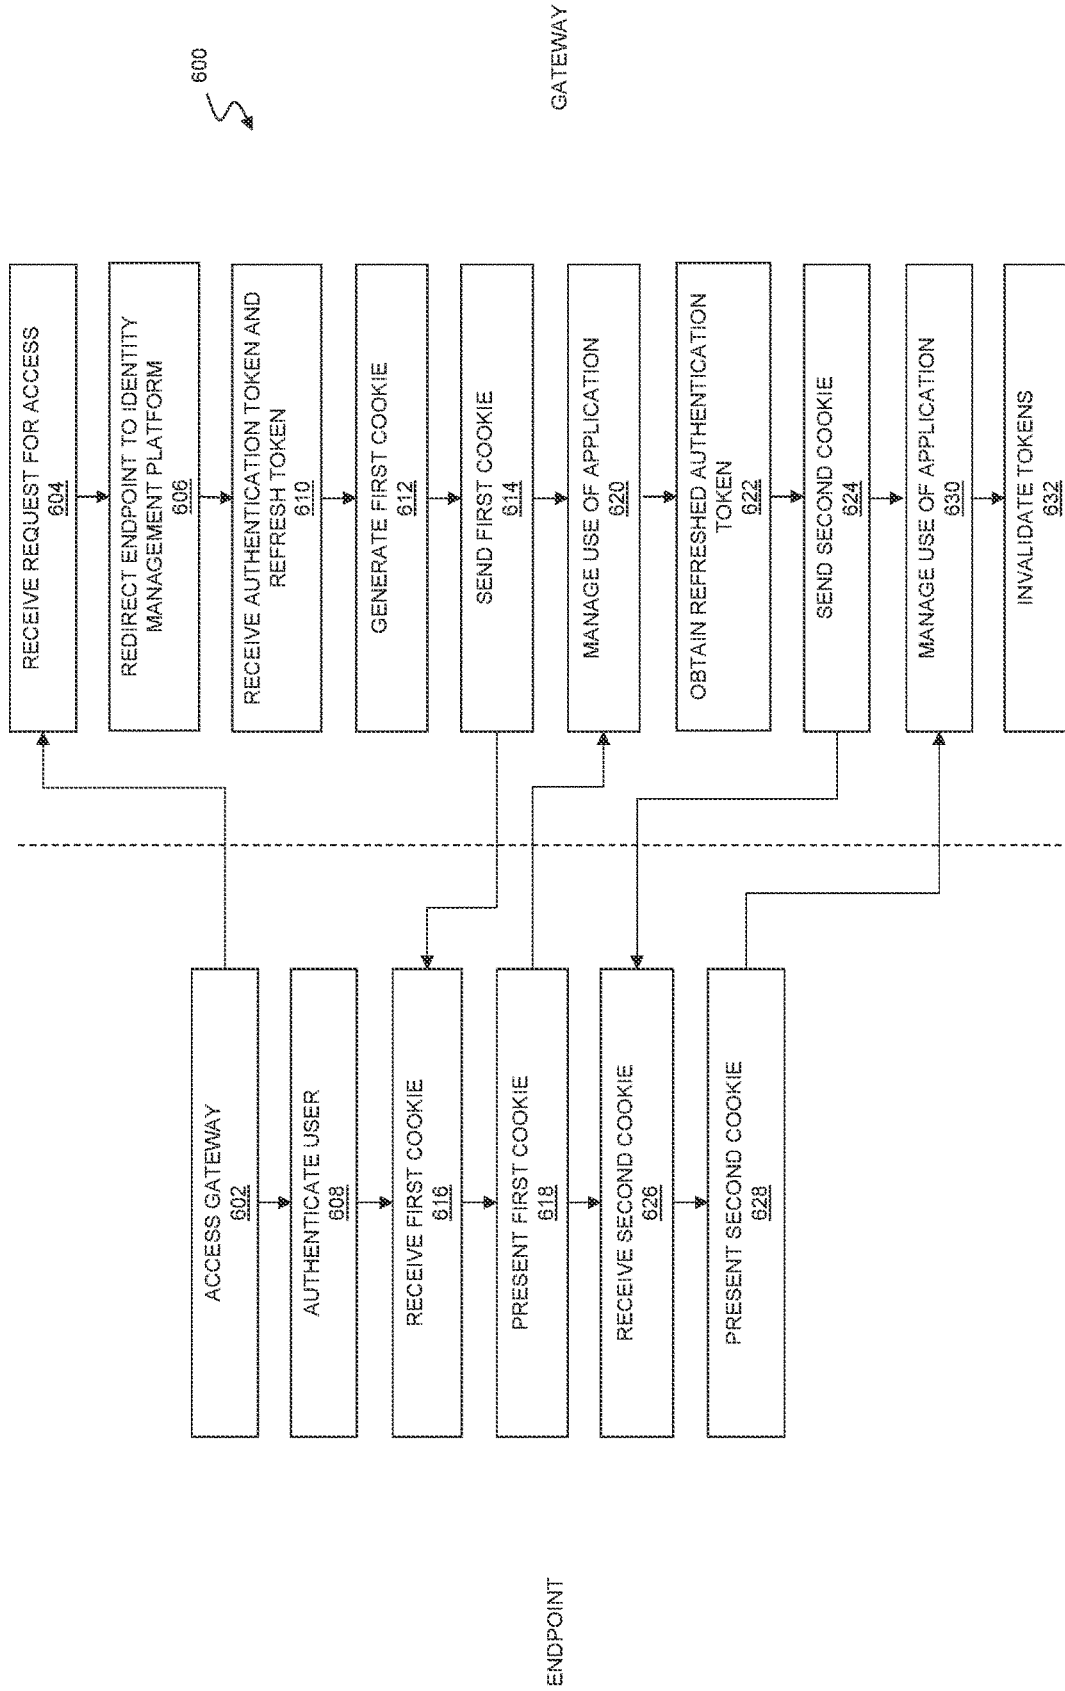 600
ENDPOINT
GATEWAY
ACCESS GATEWAY
602
AUTHENTICATE USER
608
RECEIVE FIRST COOKIE
616
PRESENT FIRST COOKIE
618
RECEIVE SECOND COOKIE
626
PRESENT SECOND COOKIE
628
RECEIVE REQUEST FOR ACCESS
604
REDIRECT ENDPOINT TO IDENTITY
MANAGEMENT PLATFORM
606
RECEIVE AUTHENTICATION TOKEN AND
REFRESH TOKEN
610
GENERATE FIRST COOKIE
612
SEND FIRST COOKIE
614
MANAGE USE OF APPLICATION
620
OBTAIN REFRESHED AUTHENTICATION
TOKEN
622
SEND SECOND COOKIE
624
MANAGE USE OF APPLICATION
630
INVALIDATE TOKENS
632